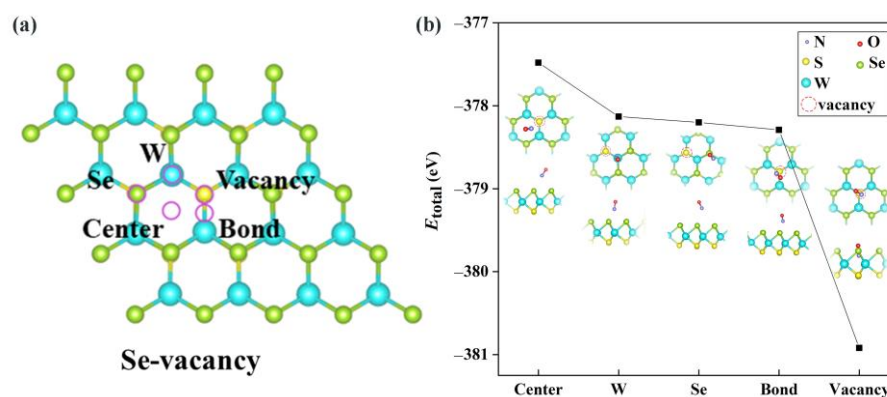 (a)
W
Se
Vacancy
Center
Bond
Se-vacancy
(b)
−377
−378
−379
−380
−381
E_total (eV)
N O
S Se
W
vacancy
Center W Se Bond Vacancy